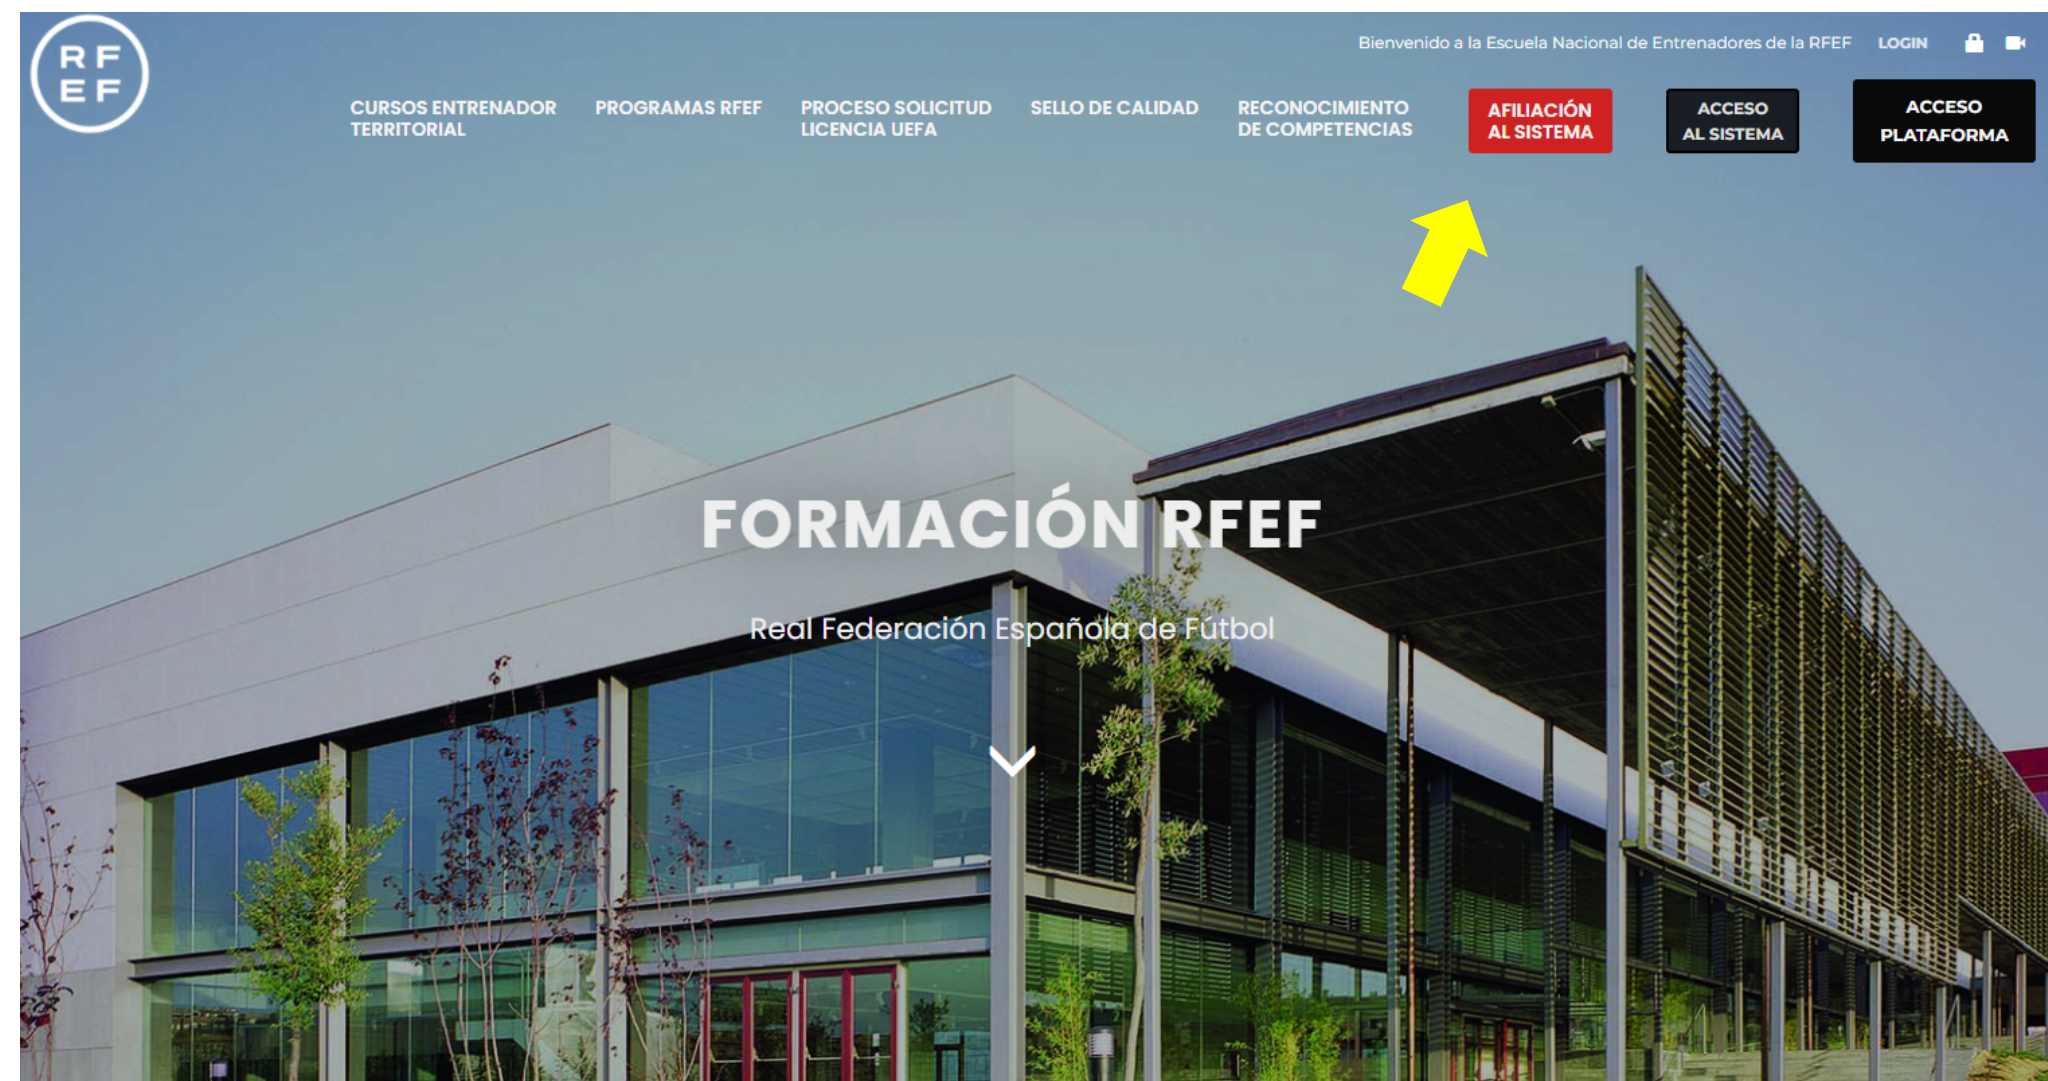 RF
EF
Bienvenido a la Escuela Nacional de Entrenadores de la RFEF LOGIN
CURSOS ENTRENADOR
TERRITORIAL
PROGRAMAS RFEF
PROCESO SOLICITUD
LICENCIA UEFA
SELLO DE CALIDAD
RECONOCIMIENTO
DE COMPETENCIAS
AFILIACIÓN
AL SISTEMA
ACCESO
AL SISTEMA
ACCESO
PLATAFORMA
FORMACIÓN RFEF
Real Federación Española de Fútbol